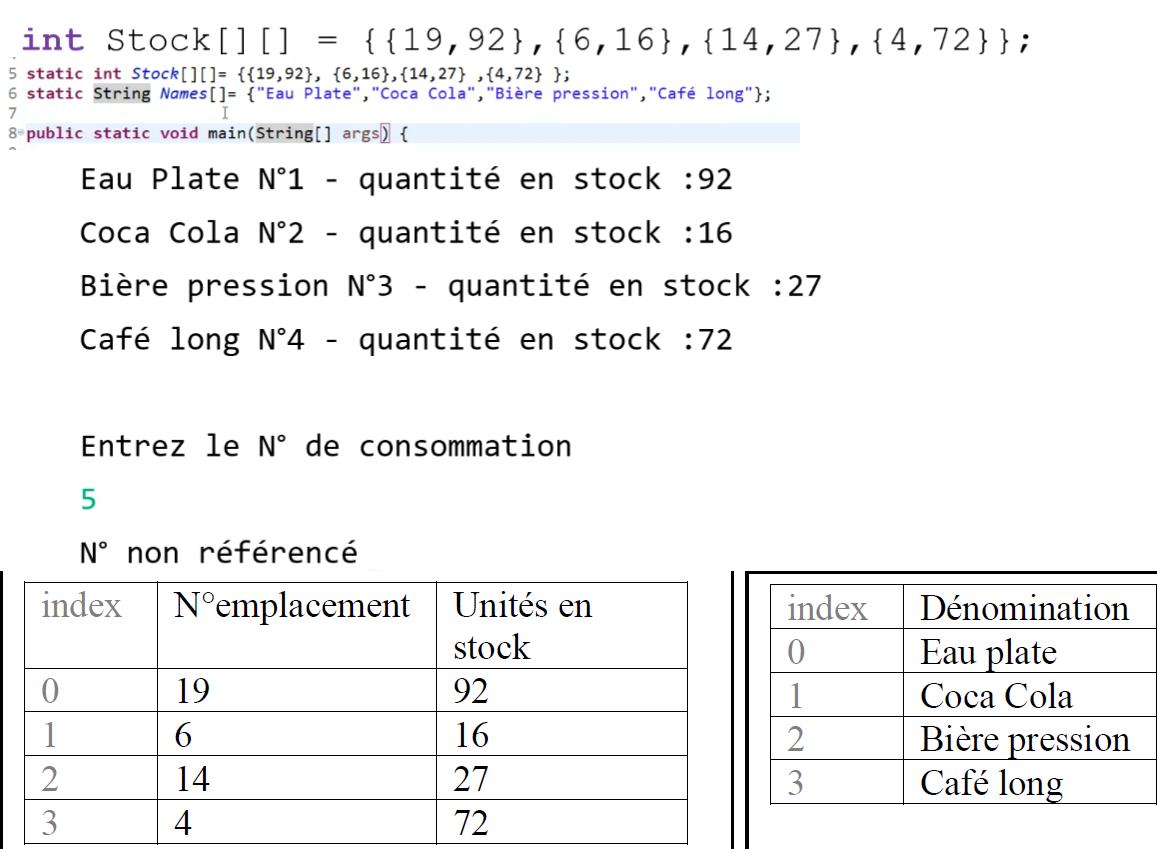 int Stock[][] = {{19,92},{6,16},{14,27},{4,72}};
5 static int Stock[][]= {{19,92}, {6,16},{14,27} ,{4,72} };
6 static String Names[]= {"Eau Plate","Coca Cola","Bière pression","Café long"};
7
8 public static void main(String[] args) {
Eau Plate N°1 - quantité en stock :92
Coca Cola N°2 - quantité en stock :16
Bière pression N°3 - quantité en stock :27
Café long N°4 - quantité en stock :72
Entrez le N° de consommation
5
N° non référencé
index N°emplacement Unités en
stock
0 19 92
1 6 16
2 14 27
3 4 72
index Dénomination
0 Eau plate
1 Coca Cola
2 Bière pression
3 Café long